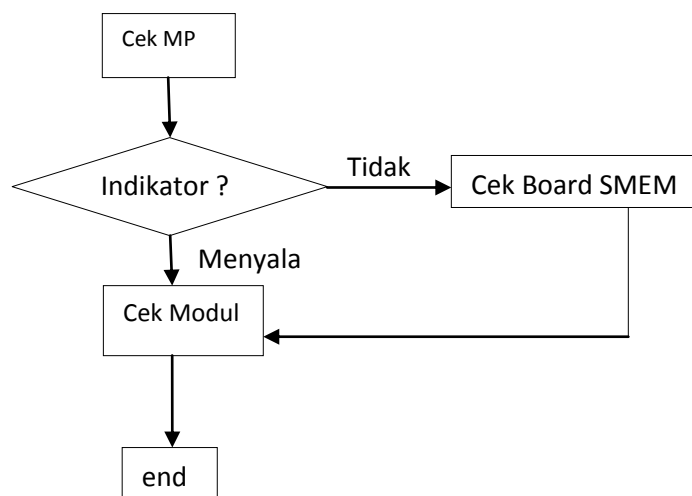 Cek MP
Indikator ?
Tidak
Cek Board SMEM
Menyala
Cek Modul
end